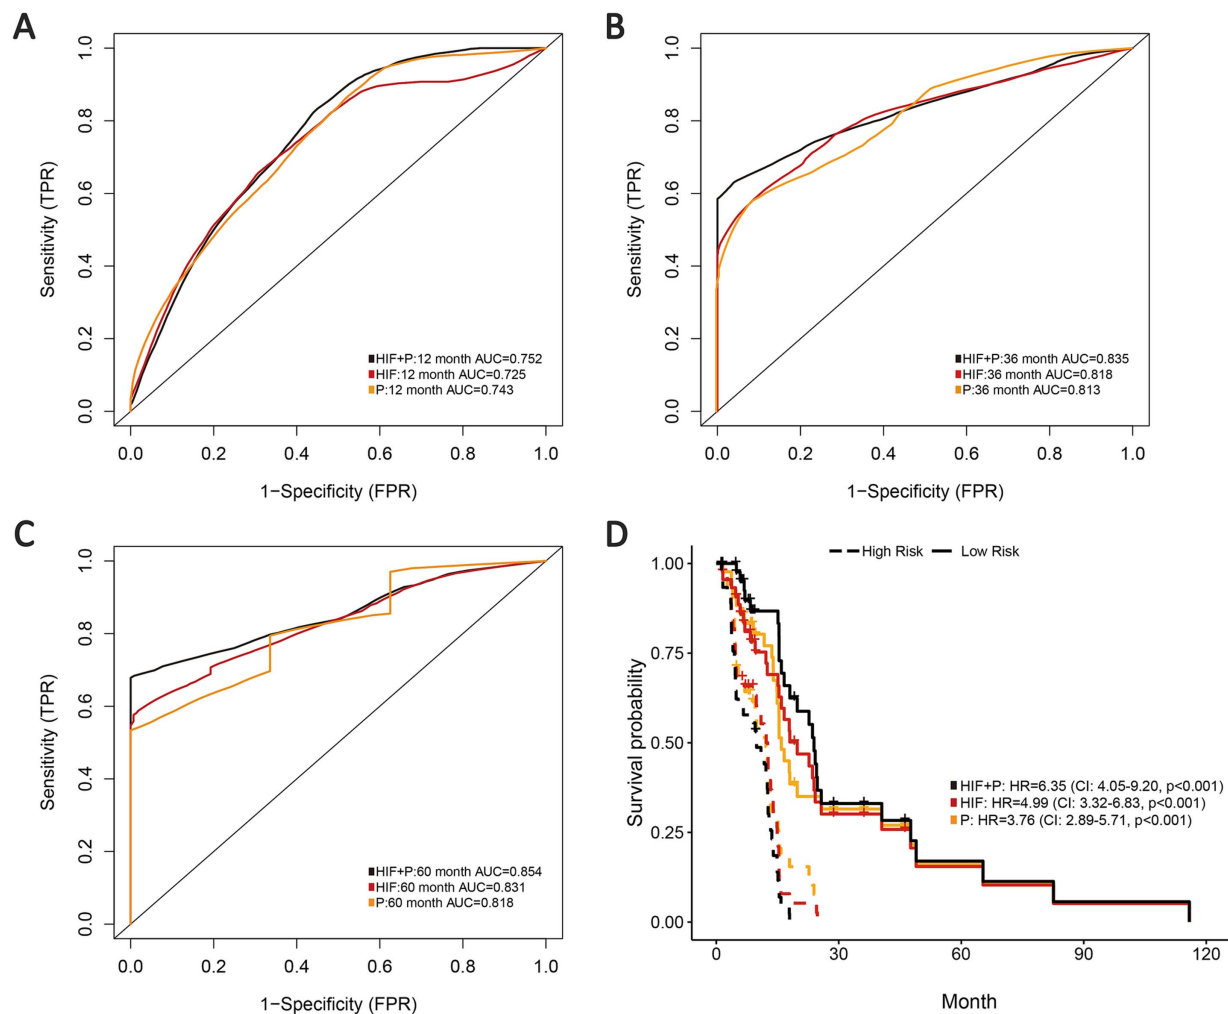 A
1.0
0.8
0.6
0.4
0.2
0.0
Sensitivity (TPR)
HIF+P:12 month AUC=0.752
HIF:12 month AUC=0.725
P:12 month AUC=0.743
0.0 0.2 0.4 0.6 0.8 1.0
1−Specificity (FPR)
B
1.0
0.8
0.6
0.4
0.2
0.0
Sensitivity (TPR)
HIF+P:36 month AUC=0.835
HIF:36 month AUC=0.818
P:36 month AUC=0.813
0.0 0.2 0.4 0.6 0.8 1.0
1−Specificity (FPR)
C
1.0
0.8
0.6
0.4
0.2
0.0
Sensitivity (TPR)
HIF+P:60 month AUC=0.854
HIF:60 month AUC=0.831
P:60 month AUC=0.818
0.0 0.2 0.4 0.6 0.8 1.0
1−Specificity (FPR)
D
High Risk Low Risk
1.00
0.75
0.50
0.25
0.00
Survival probability
HIF+P: HR=6.35 (CI: 4.05-9.20, p<0.001)
HIF: HR=4.99 (CI: 3.32-6.83, p<0.001)
P: HR=3.76 (CI: 2.89-5.71, p<0.001)
0 30 60 90 120
Month